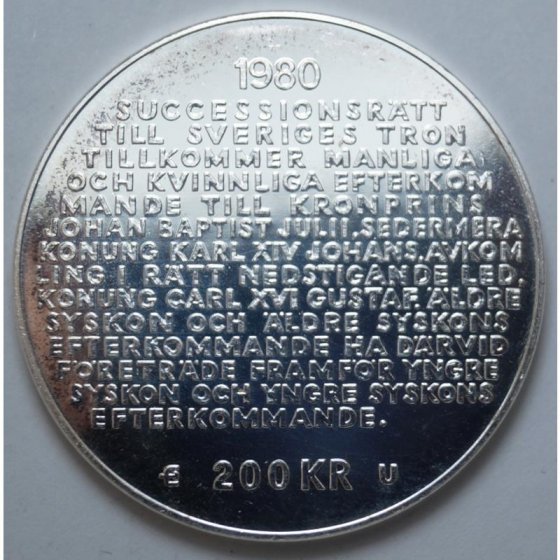 1980
SUCCESSIONSRÄTT
TILL SVERIGES TRON
TILLKOMMER MANLIGA
OCH KVINNLIGA EFTERKOM
MANDE TILL KRONPRINS
JOHAN BAPTIST JULII, SEDERMERA
KONUNG KARL XIV JOHANS, AVKOM
LING I RÄTT NEDSTIGANDE LED,
KONUNG CARL XVI GUSTAF. ÄLDRE
SYSKON OCH ÄLDRE SYSKONS
EFTERKOMMANDE HA DÄRVID
FÖRETRÄDE FRAMFÖR YNGRE
SYSKON OCH YNGRE SYSKONS
EFTERKOMMANDE.
200 KR U